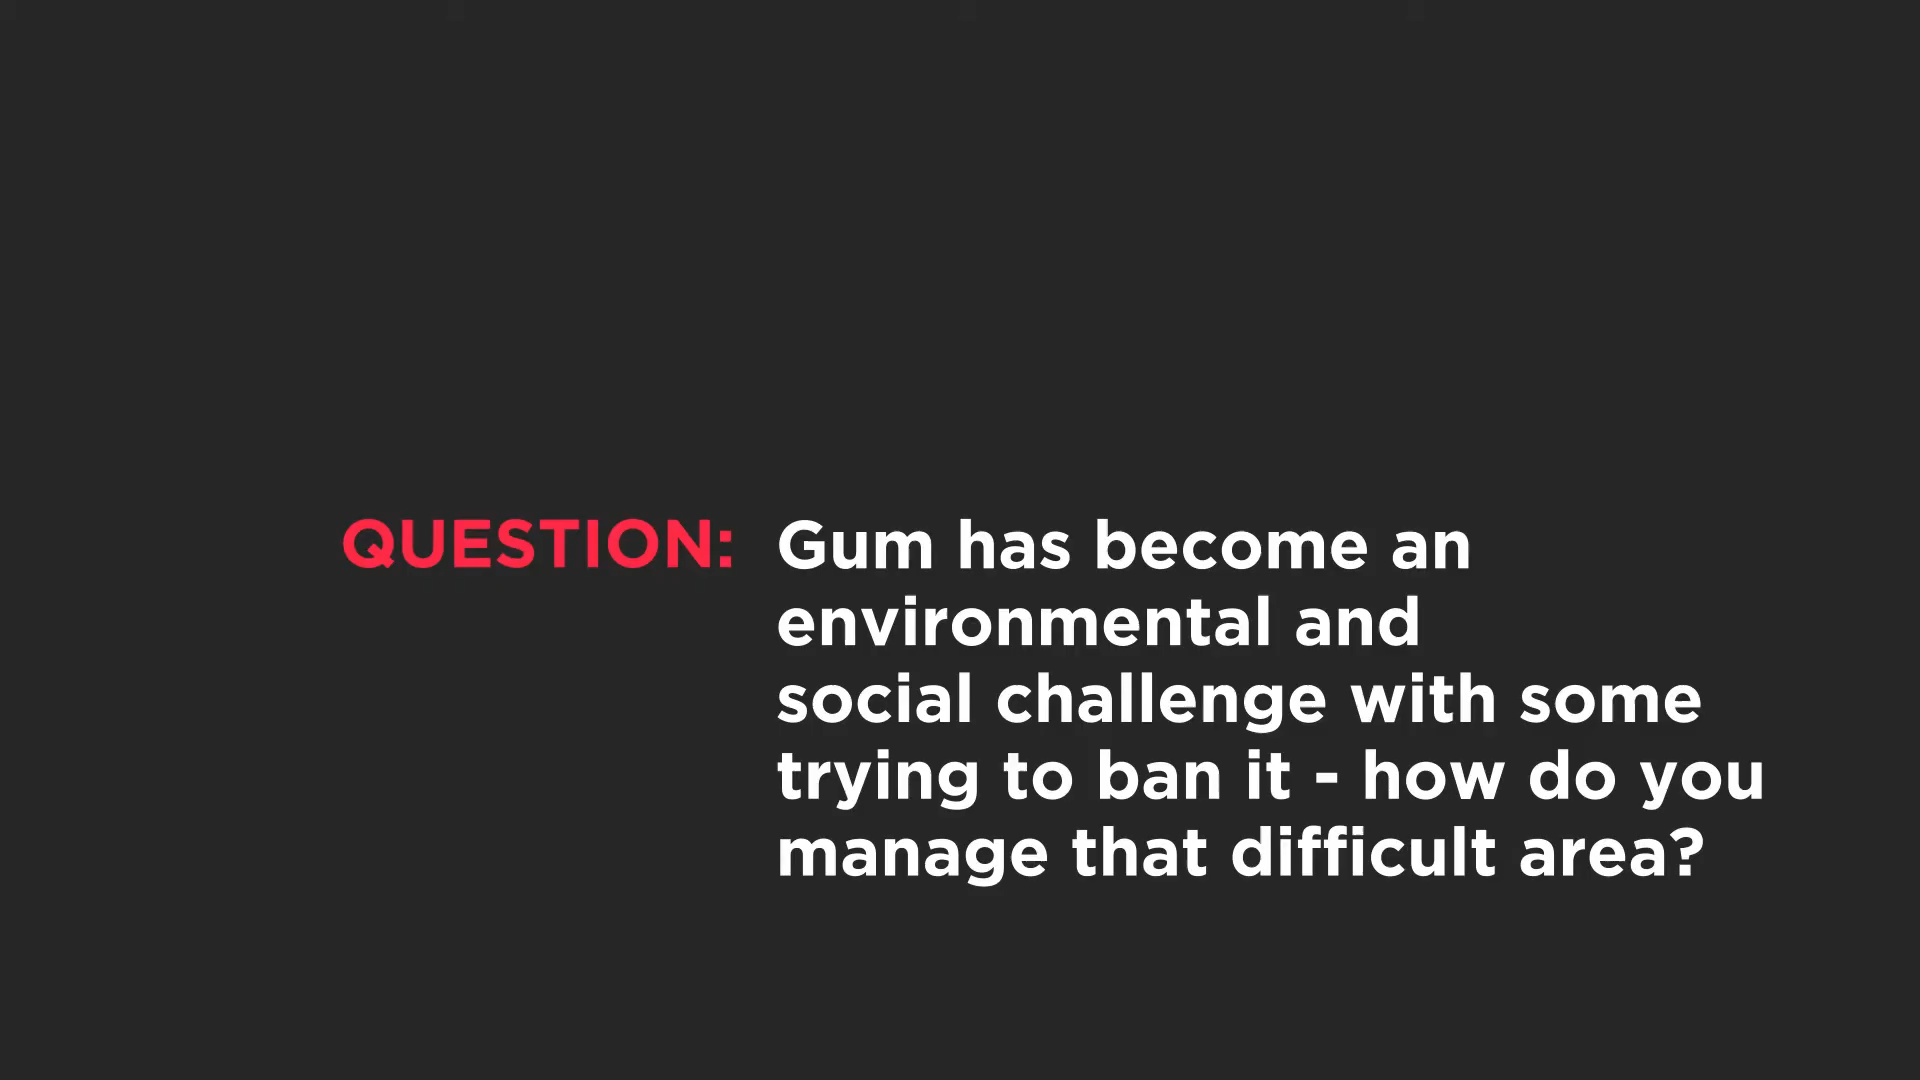 QUESTION: Gum has become an
environmental and
social challenge with some
trying to ban it - how do you
manage that difficult area?